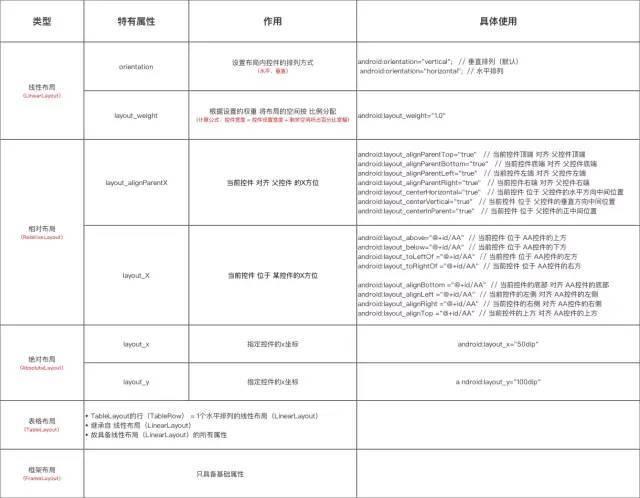 类型 特有属性 作用 具体使用
线性布局
(LinearLayout)
orientation
设置布局内控件的排列方式
(水平、垂直)
android:orientation="vertical"; // 垂直排列（默认）
android:orientation="horizontal"; // 水平排列
layout_weight
根据设置的权重 将布局的空间按 比例分配
(计算公式：控件宽度 = 控件设置宽度 + 剩余空间所占百分比宽幅)
android:layout_weight="1.0"
相对布局
(RelativeLayout)
layout_alignParentX
当前控件 对齐 父控件 的X方位
android:layout_alignParentTop="true" // 当前控件顶端 对齐 父控件顶端
android:layout_alignParentBottom="true" // 当前控件底端 对齐 父控件底端
android:layout_alignParentLeft="true" // 当前控件左端 对齐 父控件左端
android:layout_alignParentRight="true" // 当前控件右端 对齐 父控件右端
android:layout_centerHorizontal="true" // 当前控件 位于 父控件的水平方向中间位置
android:layout_centerVertical="true" // 当前控件 位于 父控件的垂直方向中间位置
android:layout_centerInParent="true" // 当前控件 位于 父控件的正中间位置
layout_X
当前控件 位于 某控件的X方位
android:layout_above="@+id/AA" // 当前控件 位于 AA控件的上方
android:layout_below="@+id/AA" // 当前控件 位于 AA控件的下方
android:layout_toLeftOf ="@+id/AA" // 当前控件 位于 AA控件的左方
android:layout_toRightOf ="@+id/AA" // 当前控件 位于 AA控件的右方
android:layout_alignBottom ="@+id/AA" // 当前控件的底部 对齐 AA控件的底部
android:layout_alignLeft ="@+id/AA" // 当前控件的左侧 对齐 AA控件的左侧
android:layout_alignRight ="@+id/AA" // 当前控件的右侧 对齐 AA控件的右侧
android:layout_alignTop ="@+id/AA" // 当前控件的上方 对齐 AA控件的上方
绝对布局
(AbsoluteLayout)
layout_x
指定控件的x坐标
android:layout_x="50dip"
layout_y
指定控件的x坐标
a ndroid:layout_y="100dip"
表格布局
(TableLayout)
• TableLayout的行（TableRow） = 1个水平排列的线性布局（LinearLayout）
• 继承自 线性布局（LinearLayout）
• 故具备线性布局（LinearLayout）的所有属性
框架布局
(FrameLayout)
只具备基础属性